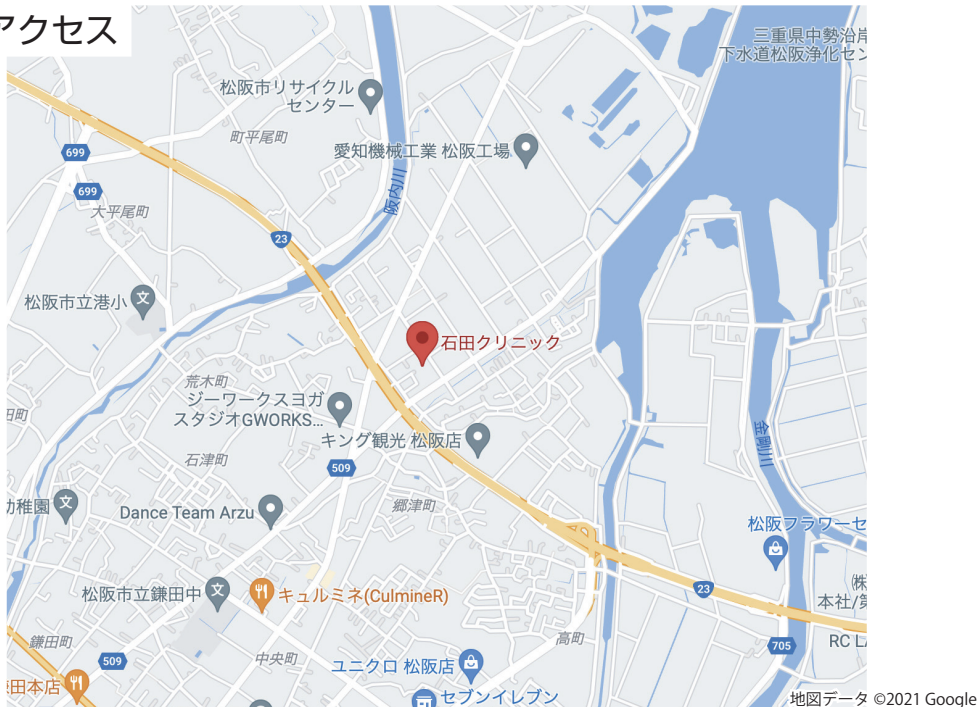 アクセス
三重県中勢沿岸
下水道松阪浄化セン
松阪市リサイクル
センター
町平尾町
愛知機械工業 松阪工場
699
699
大平尾町
阪内川
23
松阪市立港小
石田クリニック
荒木町
ジーワークスヨガ
スタジオGWORKS...
田町
キング観光 松阪店
石津町
509
金剛川
幼稚園
Dance Team Arzu
郷津町
松阪フラワーセ
松阪市立鎌田中
キュルミネ(CulmineR)
23
(株
本社/
鎌田町
509
中央町
高町
705
RC L
ユニクロ 松阪店
田本店
セブンイレブン
地図データ ©2021 Google